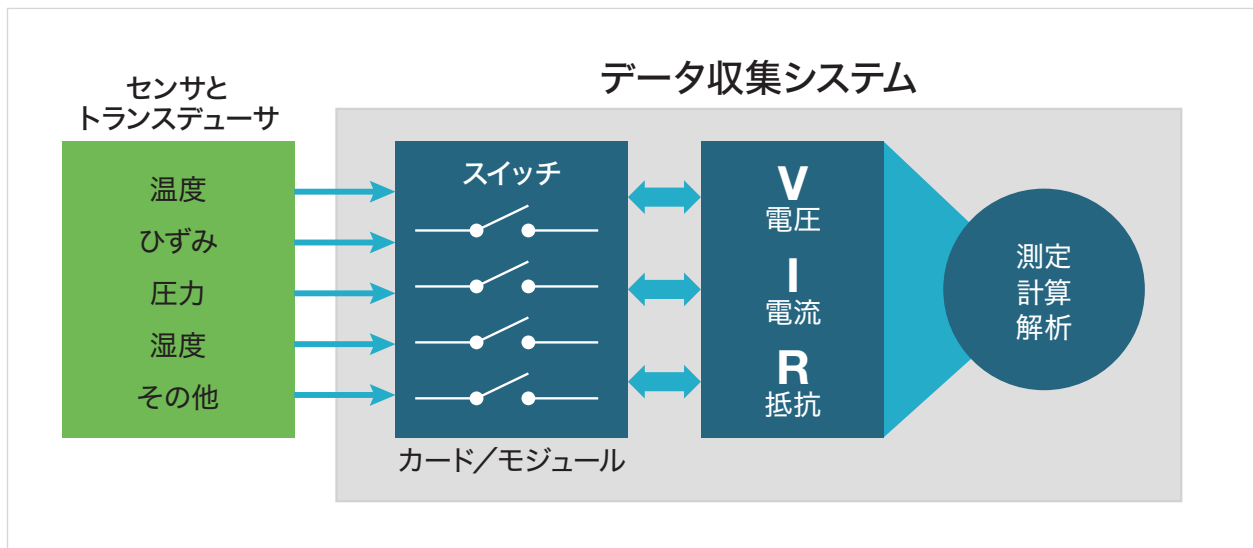 データ収集システム
センサと
トランスデューサ
温度
ひずみ
圧力
湿度
その他
スイッチ
カード／モジュール
V
電圧
I
電流
R
抵抗
測定
計算
解析